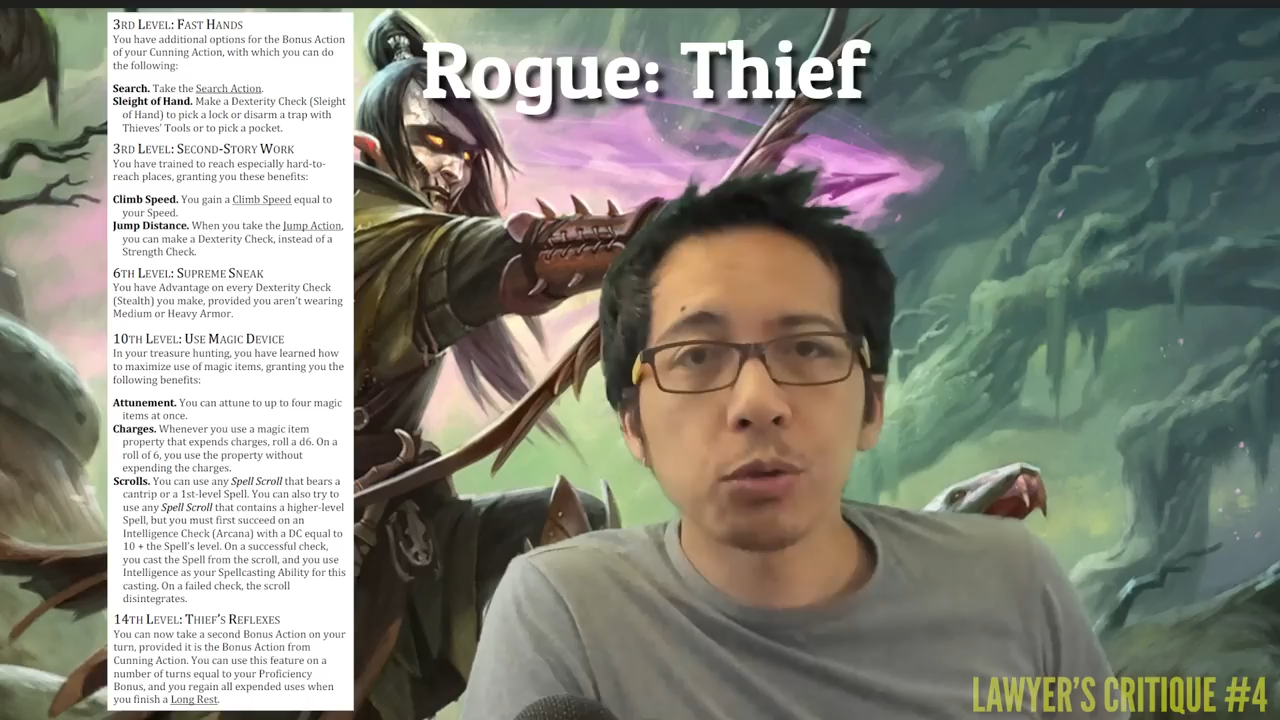 3RD LEVEL: FAST HANDS
You have additional options for the Bonus Action
of your Cunning Action, with which you can do
the following:
Search. Take the Search Action.
Sleight of Hand. Make a Dexterity Check (Sleight
of Hand) to pick a lock or disarm a trap with
Thieves' Tools or to pick a pocket.
3RD LEVEL: SECOND-STORY WORK
You have trained to reach especially hard-to-
reach places, granting you these benefits:
Climb Speed. You gain a Climb Speed equal to
your Speed.
Jump Distance. When you take the Jump Action,
you can make a Dexterity Check, instead of a
Strength Check.
6TH LEVEL: SUPREME SNEAK
You have Advantage on every Dexterity Check
(Stealth) you make, provided you aren't wearing
Medium or Heavy Armor.
10TH LEVEL: USE MAGIC DEVICE
In your treasure hunting, you have learned how
to maximize use of magic items, granting you the
following benefits:
Attunement. You can attune to up to four magic
items at once.
Charges. Whenever you use a magic item
property that expends charges, roll a d6. On a
roll of 6, you use the property without
expending the charges.
Scrolls. You can use any Spell Scroll that bears a
cantrip or a 1st-level Spell. You can also try to
use any Spell Scroll that contains a higher-level
Spell, but you must first succeed on an
Intelligence Check (Arcana) with a DC equal to
10 + the Spell's level. On a successful check,
you cast the Spell from the scroll, and you use
Intelligence as your Spellcasting Ability for this
casting. On a failed check, the scroll
disintegrates.
14TH LEVEL: THIEF'S REFLEXES
You can now take a second Bonus Action on your
turn, provided it is the Bonus Action from
Cunning Action. You can use this feature on a
number of turns equal to your Proficiency
Bonus, and you regain all expended uses when
you finish a Long Rest.
Rogue: Thief
LAWYER'S CRITIQUE #4